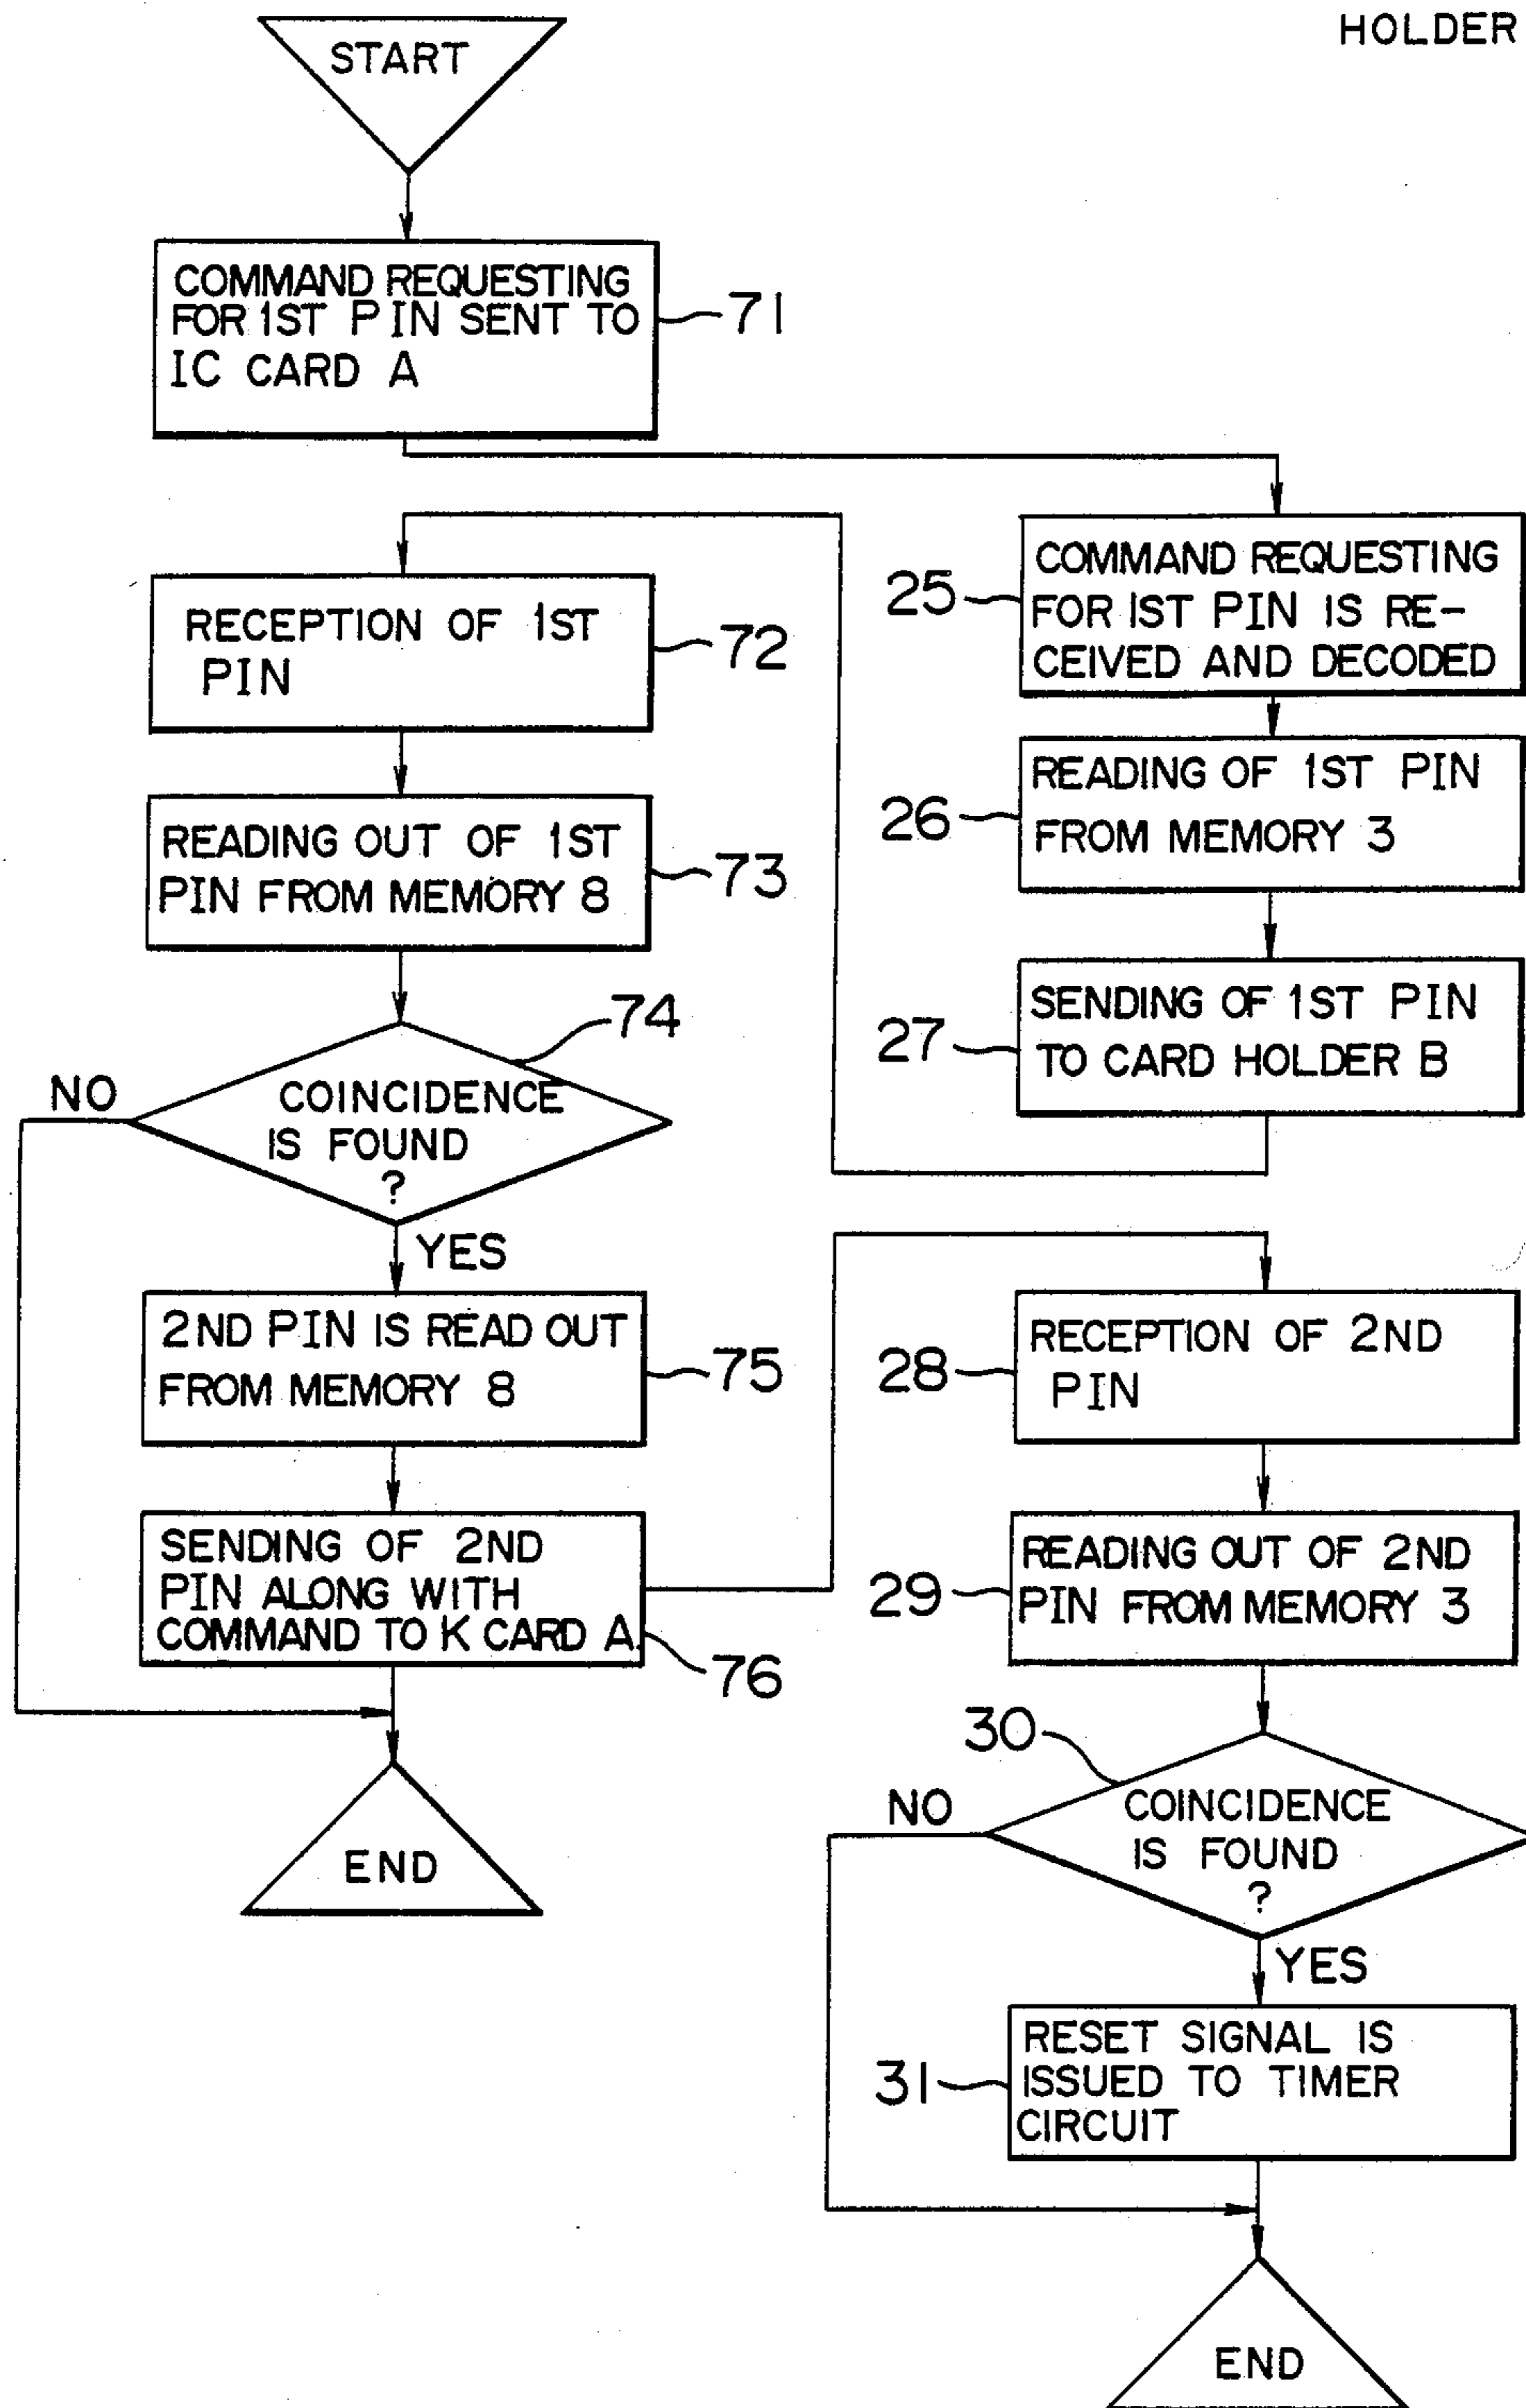 HOLDER
START
COMMAND REQUESTING
FOR 1ST PIN SENT TO
IC CARD A
71
COMMAND REQUESTING
FOR 1ST PIN IS RE-
CEIVED AND DECODED
25
RECEPTION OF 1ST
PIN
72
READING OF 1ST PIN
FROM MEMORY 3
26
READING OUT OF 1ST
PIN FROM MEMORY 8
73
SENDING OF 1ST PIN
TO CARD HOLDER B
27
74
NO
COINCIDENCE
IS FOUND
?
YES
2ND PIN IS READ OUT
FROM MEMORY 8
75
RECEPTION OF 2ND
PIN
28
SENDING OF 2ND
PIN ALONG WITH
COMMAND TO K CARD A
76
READING OUT OF 2ND
PIN FROM MEMORY 3
29
30
NO
COINCIDENCE
IS FOUND
?
YES
END
RESET SIGNAL IS
ISSUED TO TIMER
CIRCUIT
31
END